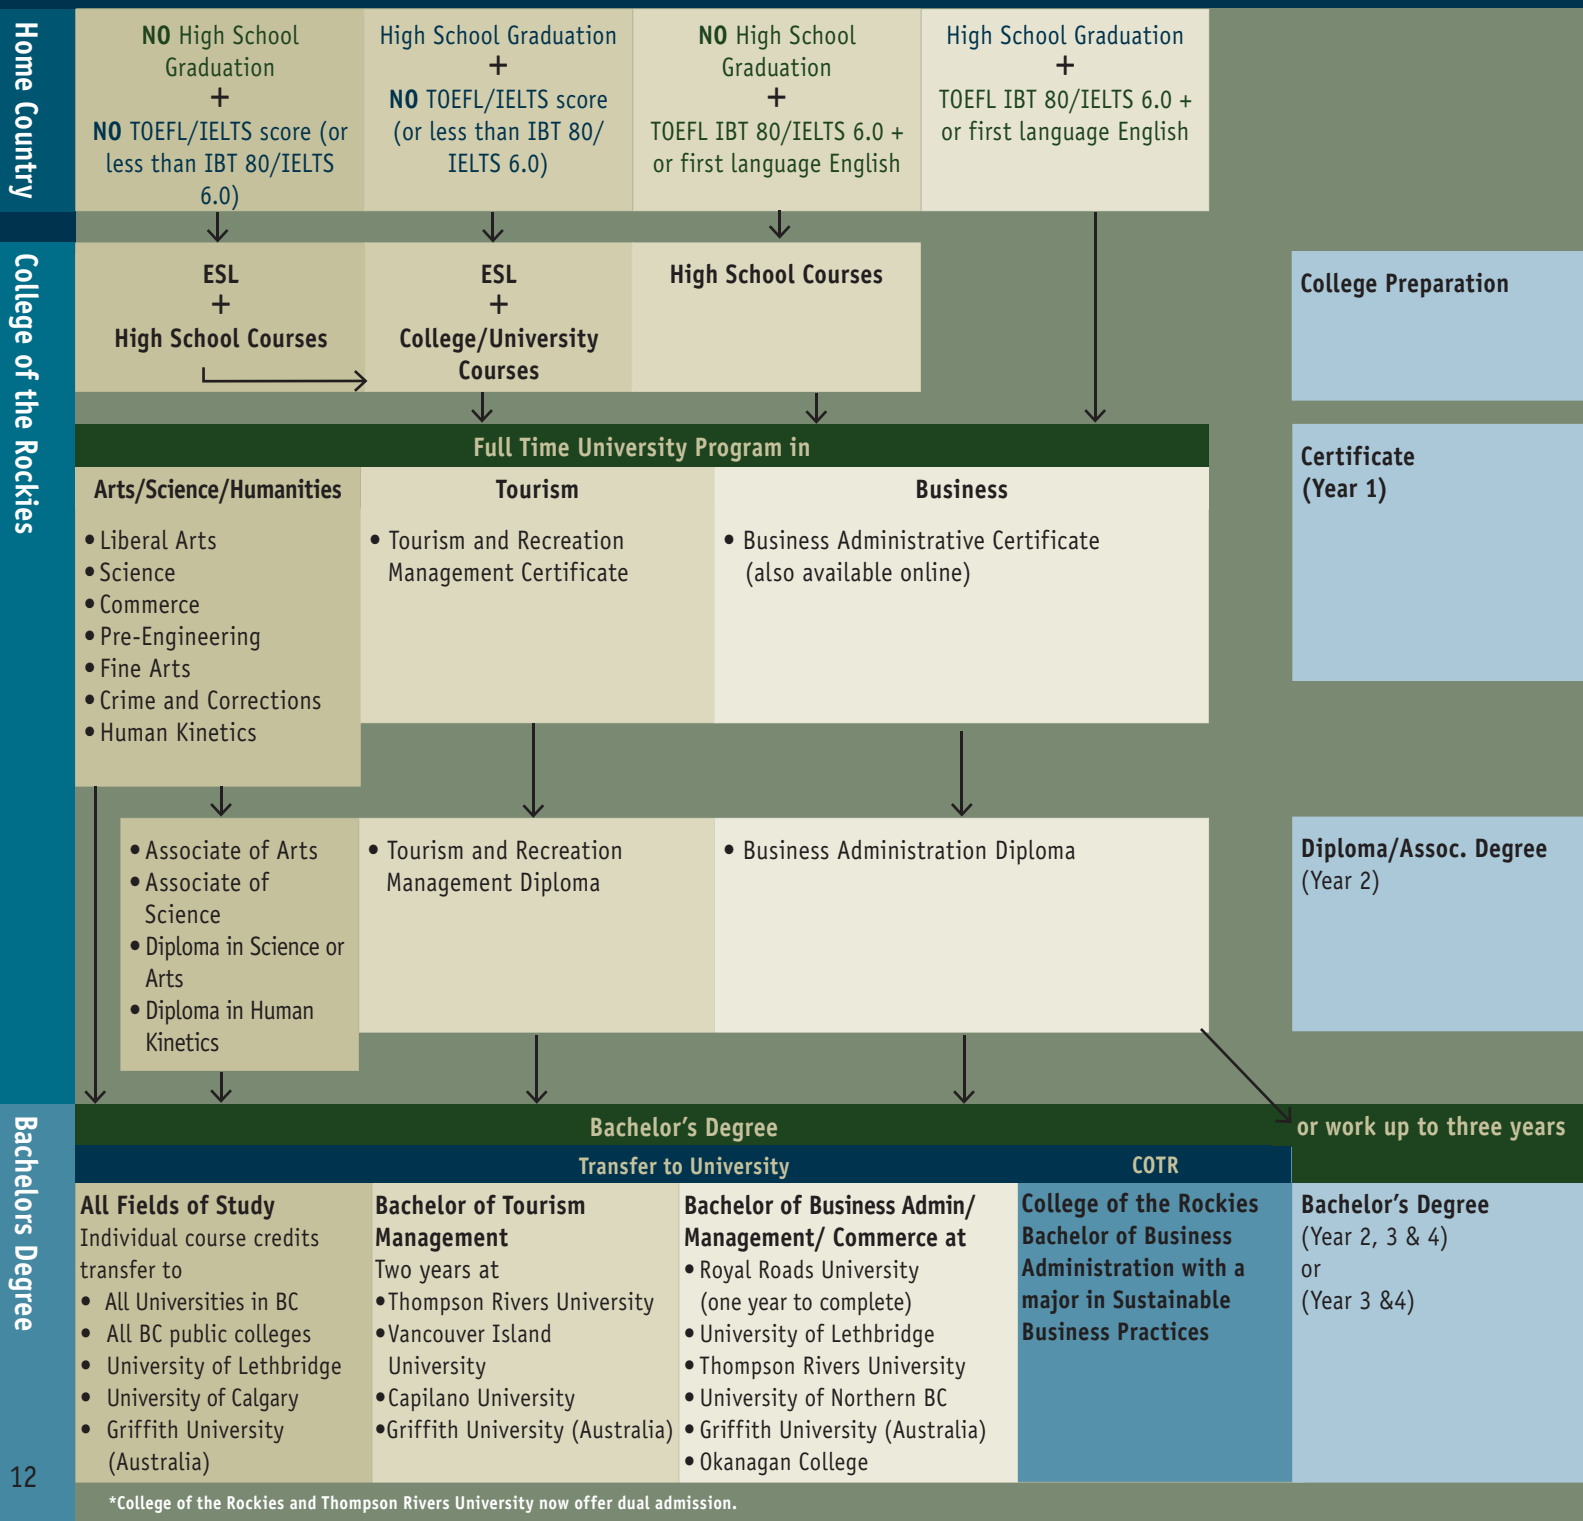 Home Country
NO High School
Graduation
+
NO TOEFL/IELTS score (or
less than IBT 80/IELTS
6.0)
High School Graduation
+
NO TOEFL/IELTS score
(or less than IBT 80/
IELTS 6.0)
NO High School
Graduation
+
TOEFL IBT 80/IELTS 6.0 +
or first language English
High School Graduation
+
TOEFL IBT 80/IELTS 6.0 +
or first language English
College of the Rockies
ESL
+
High School Courses
ESL
+
College/University
Courses
High School Courses
College Preparation
Full Time University Program in
Certificate
(Year 1)
Arts/Science/Humanities
• Liberal Arts
• Science
• Commerce
• Pre-Engineering
• Fine Arts
• Crime and Corrections
• Human Kinetics
Tourism
• Tourism and Recreation
Management Certificate
Business
• Business Administrative Certificate
(also available online)
• Associate of Arts
• Associate of
Science
• Diploma in Science or
Arts
• Diploma in Human
Kinetics
• Tourism and Recreation
Management Diploma
• Business Administration Diploma
Diploma/Assoc. Degree
(Year 2)
Bachelors Degree
Bachelor's Degree
or work up to three years
Transfer to University
COTR
All Fields of Study
Individual course credits
transfer to
• All Universities in BC
• All BC public colleges
• University of Lethbridge
• University of Calgary
• Griffith University
(Australia)
Bachelor of Tourism
Management
Two years at
•Thompson Rivers University
•Vancouver Island
University
•Capilano University
•Griffith University (Australia)
Bachelor of Business Admin/
Management/ Commerce at
• Royal Roads University
(one year to complete)
• University of Lethbridge
• Thompson Rivers University
• University of Northern BC
• Griffith University (Australia)
• Okanagan College
College of the Rockies
Bachelor of Business
Administration with a
major in Sustainable
Business Practices
Bachelor's Degree
(Year 2, 3 & 4)
or
(Year 3 &4)
12
*College of the Rockies and Thompson Rivers University now offer dual admission.